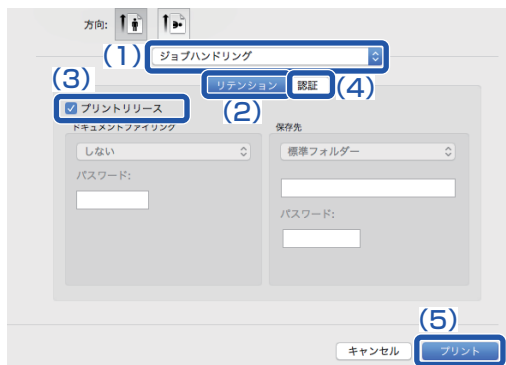 方向:
(1) ジョブハンドリング
(3)
リテンション 認証 (4)
(2)
プリントリリース
ドキュメントファイリング 保存先
しない 標準フォルダー
パスワード:
パスワード:
(5)
キャンセル プリント